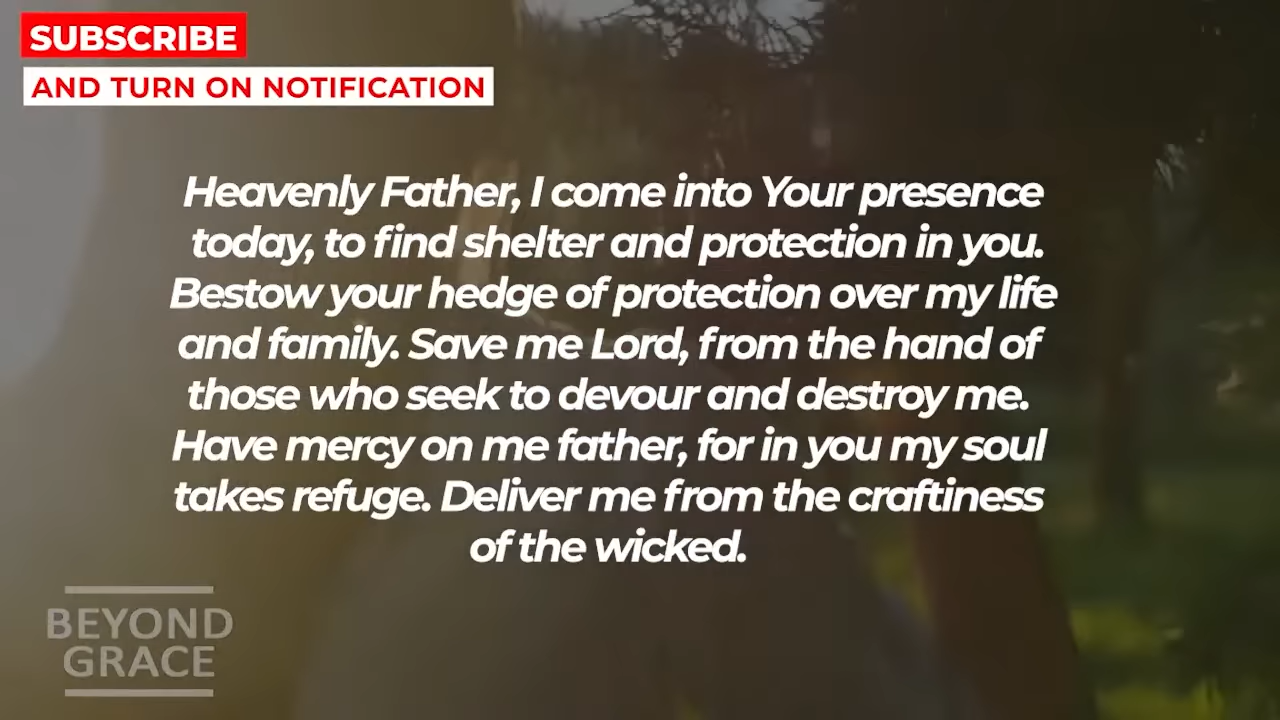 SUBSCRIBE
AND TURN ON NOTIFICATION
Heavenly Father, I come into Your presence
today, to find shelter and protection in you.
Bestow your hedge of protection over my life
and family. Save me Lord, from the hand of
those who seek to devour and destroy me.
Have mercy on me father, for in you my soul
takes refuge. Deliver me from the craftiness
of the wicked.
BEYOND
GRACE